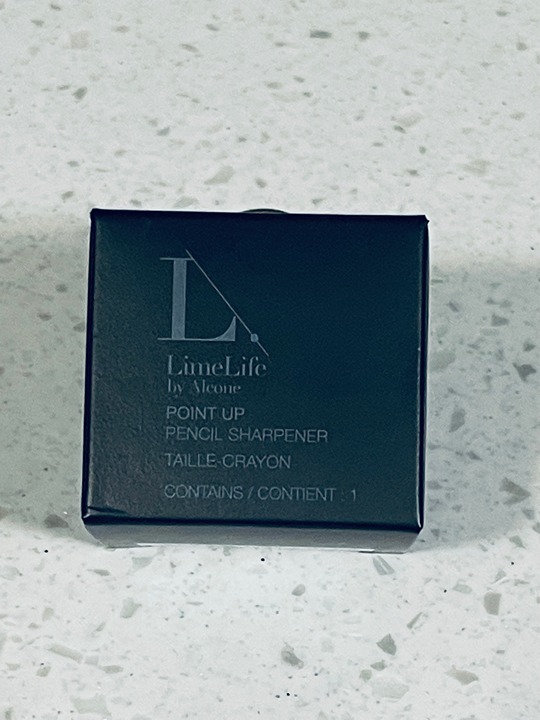 L.
LimeLife
by Alcone
POINT UP
PENCIL SHARPENER
TAILLE-CRAYON
CONTAINS / CONTIENT : 1